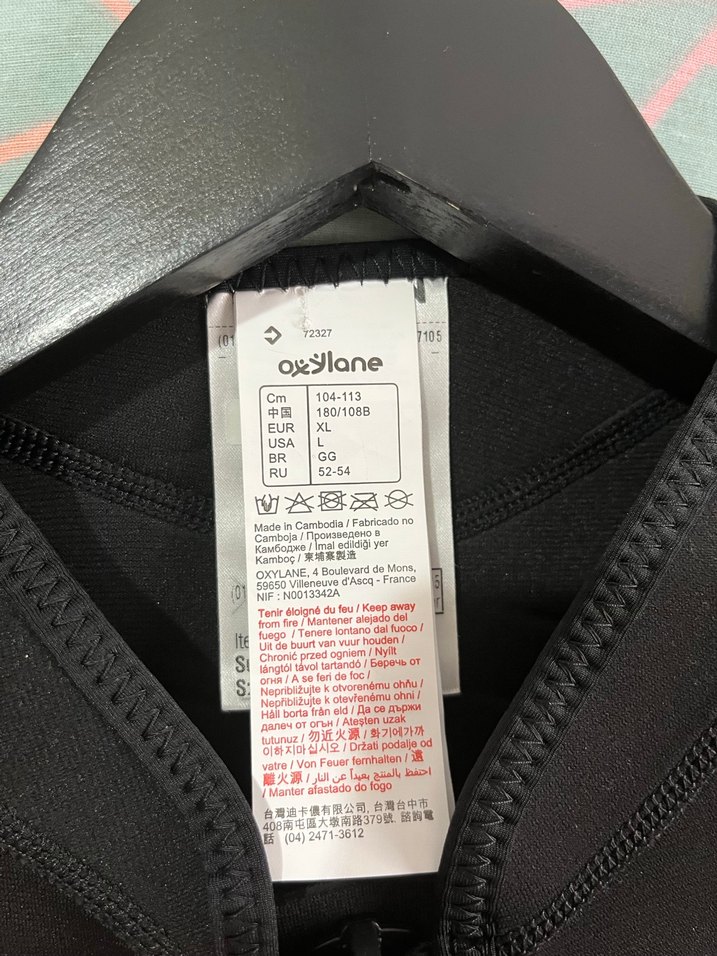 72327
oxylane
Cm 104-113
中国 180/108B
EUR XL
USA L
BR GG
RU 52-54
Made in Cambodia / Fabricado no
Camboja / Произведено в
Камбодже / İmal edildiği yer
Kamboç / 柬埔寨製造
OXYLANE, 4 Boulevard de Mons,
59650 Villeneuve d'Ascq - France
NIF : N0013342A
Tenir éloigné du feu / Keep away
from fire / Mantener alejado del
fuego / Tenere lontano dal fuoco /
Uit de buurt van vuur houden /
Chronić przed ogniem / Nyílt
lángtól távol tartandó / Беречь от
огня / A se feri de foc /
Nepribližujte k otvorenému ohňu /
Nepřibližujte k otevřenému ohni /
Håll borta från eld / Да се държи
далеч от огън / Ateşten uzak
tutunuz / 勿近火源 / 화기에가까
이하지마십시오 / Držati podalje od
vatre / Von Feuer fernhalten / 遠
離火源 / احتفظ بالمنتج بعيداً عن النار
/ Manter afastado do fogo
台灣迪卡儂有限公司, 台灣台中市
408南屯區大墩南路379號. 諮詢電
話 (04) 2471-3612